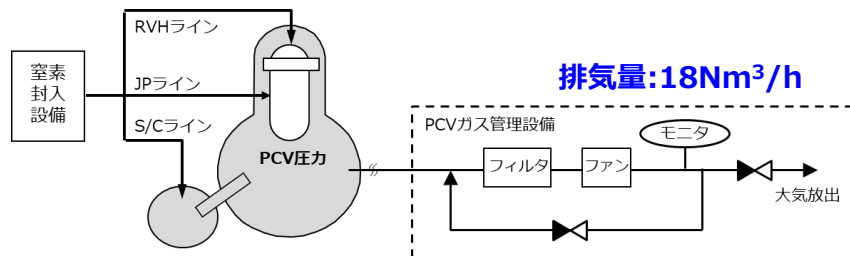 RVHライン
窒素
封入
設備
JPライン
S/Cライン
PCV圧力
排気量:18Nm³/h
PCVガス管理設備
モニタ
フィルタ
ファン
大気放出